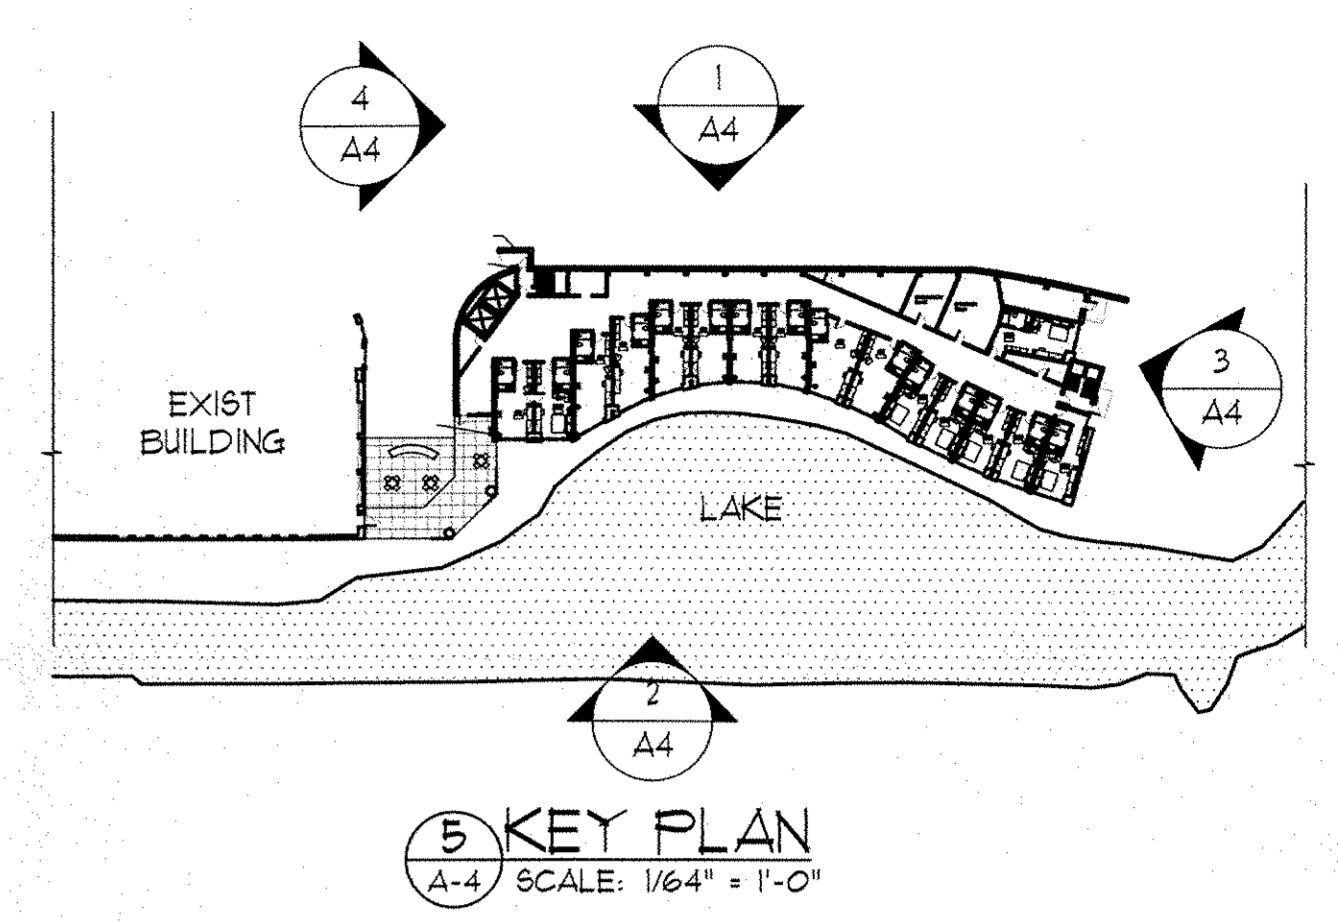 4
A4
1
A4
3
A4
EXIST
BUILDING
LAKE
2
A4
5
A-4
KEY PLAN
SCALE: 1/64" = 1'-0"